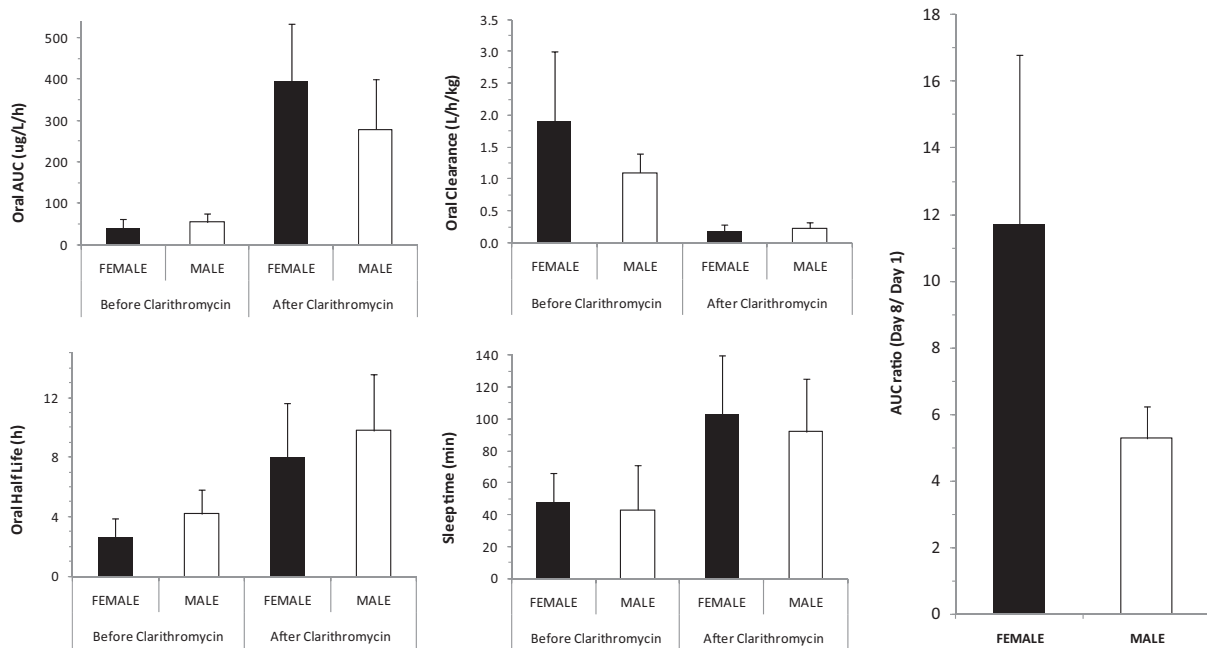 Oral AUC (ug/L/h)
500
400
300
200
100
0
FEMALE MALE FEMALE MALE
Before Clarithromycin After Clarithromycin
Oral Clearance (L/h/kg)
3.5
3.0
2.5
2.0
1.5
1.0
0.5
0.0
FEMALE MALE FEMALE MALE
Before Clarithromycin After Clarithromycin
Oral Half Life (h)
12
8
4
0
FEMALE MALE FEMALE MALE
Before Clarithromycin After Clarithromycin
Sleep time (min)
140
120
100
80
60
40
20
0
FEMALE MALE FEMALE MALE
Before Clarithromycin After Clarithromycin
AUC ratio (Day 8/ Day 1)
18
16
14
12
10
8
6
4
2
0
FEMALE MALE